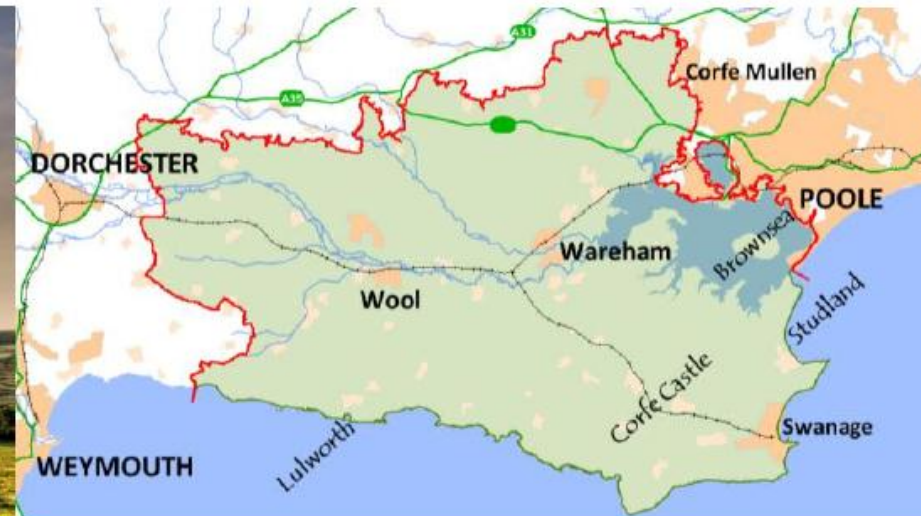 A31
Corfe Mullen
A35
DORCHESTER
POOLE
Brownsea
Wareham
Wool
Studland
Corfe Castle
Swanage
Lulworth
WEYMOUTH